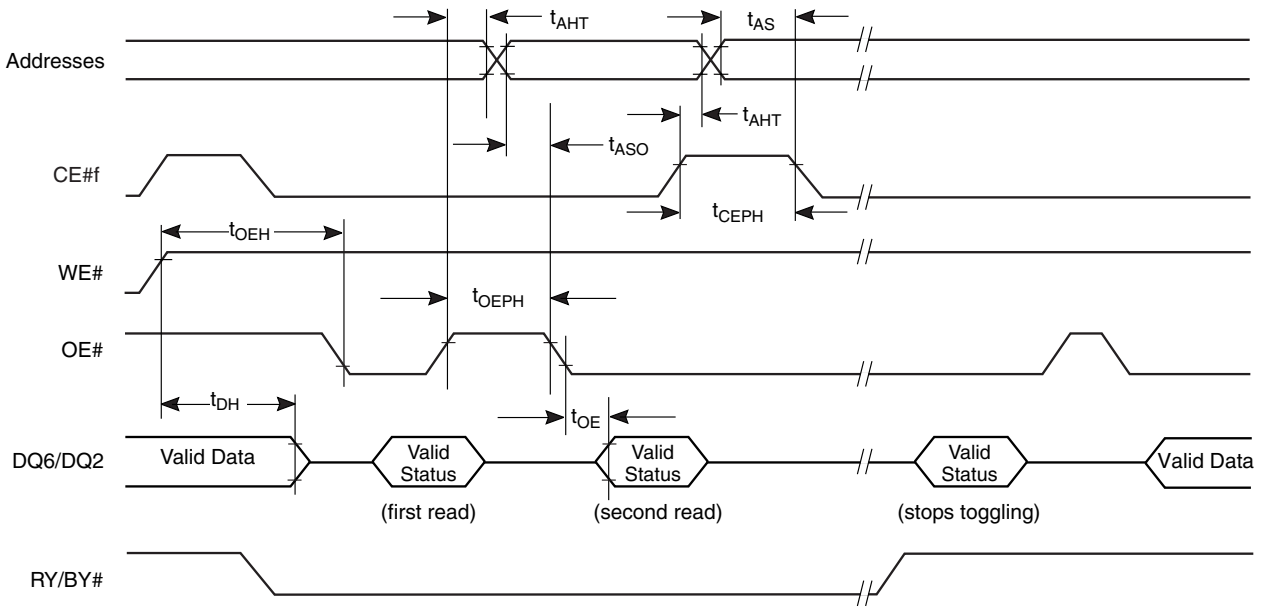 tAHT
tAS
Addresses
tAHT
tASO
CE#f
tCEPH
tOEH
WE#
tOEPH
OE#
tDH
tOE
DQ6/DQ2
Valid Data
Valid
Status
Valid
Status
Valid
Status
Valid Data
(first read)
(second read)
(stops toggling)
RY/BY#